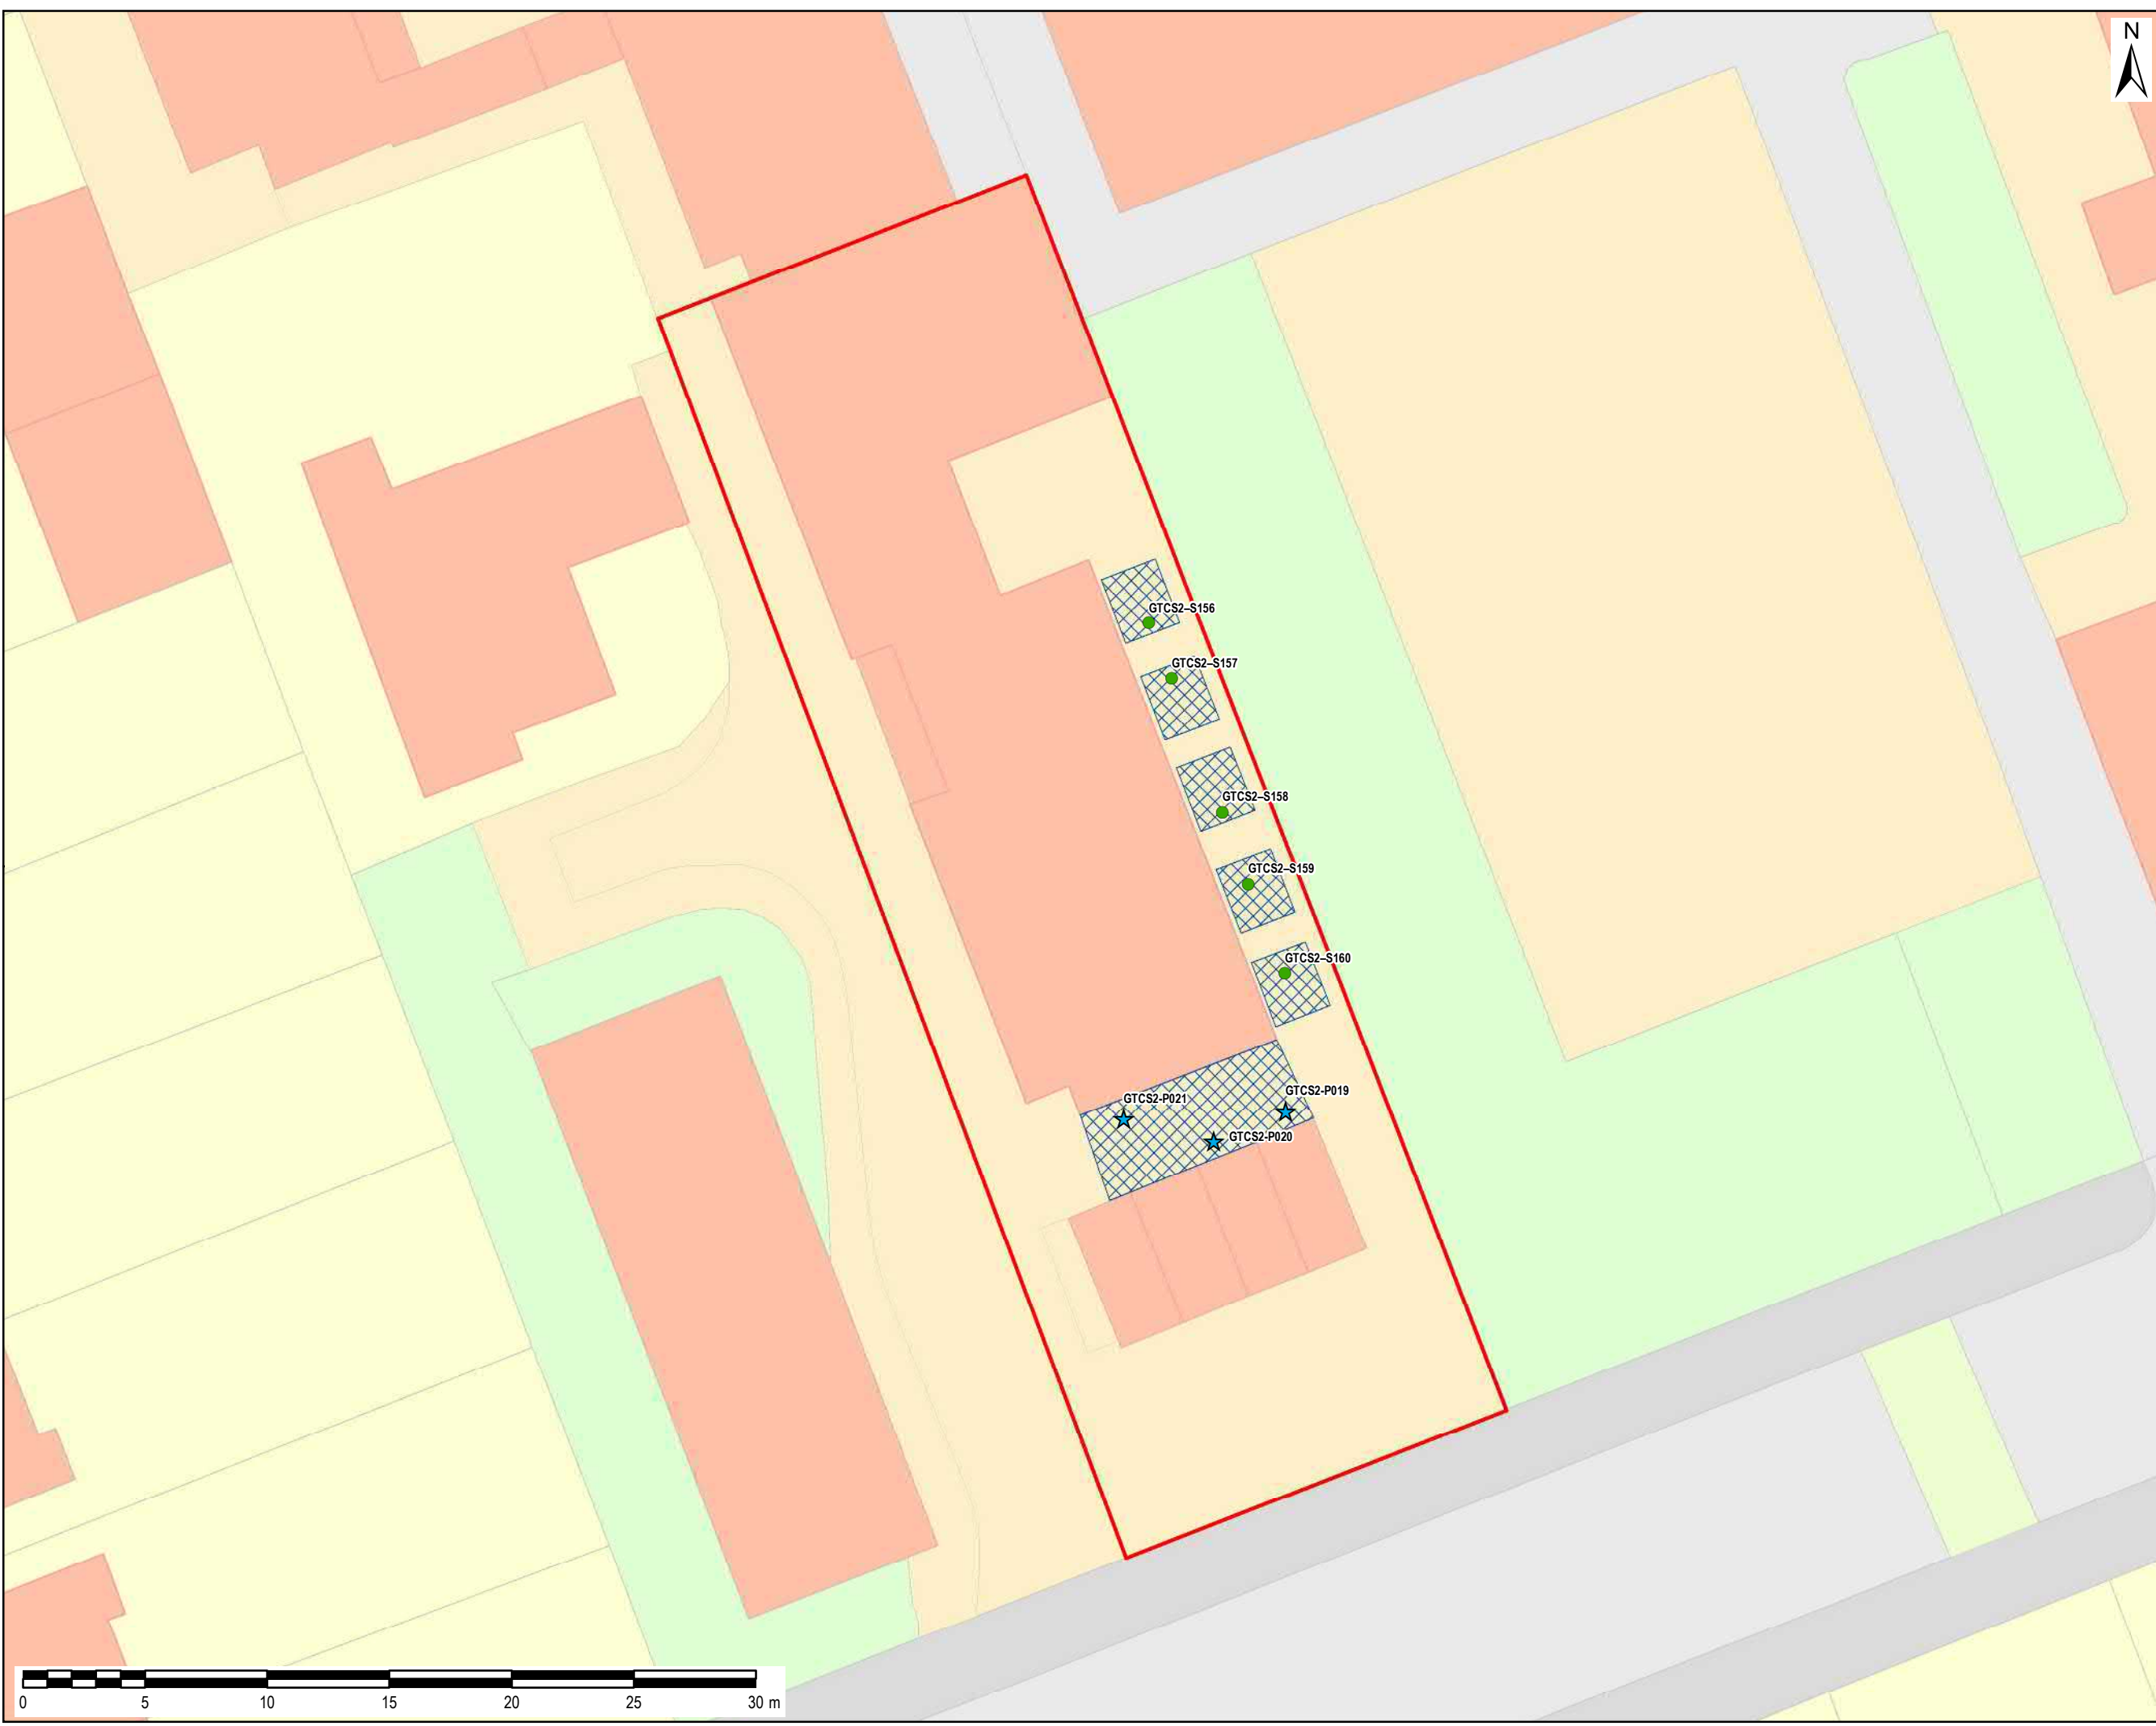 N
GTCS2–S156
GTCS2–S157
GTCS2–S158
GTCS2–S159
GTCS2–S160
GTCS2-P019
GTCS2-P021
GTCS2-P020
0 5 10 15 20 25 30 m